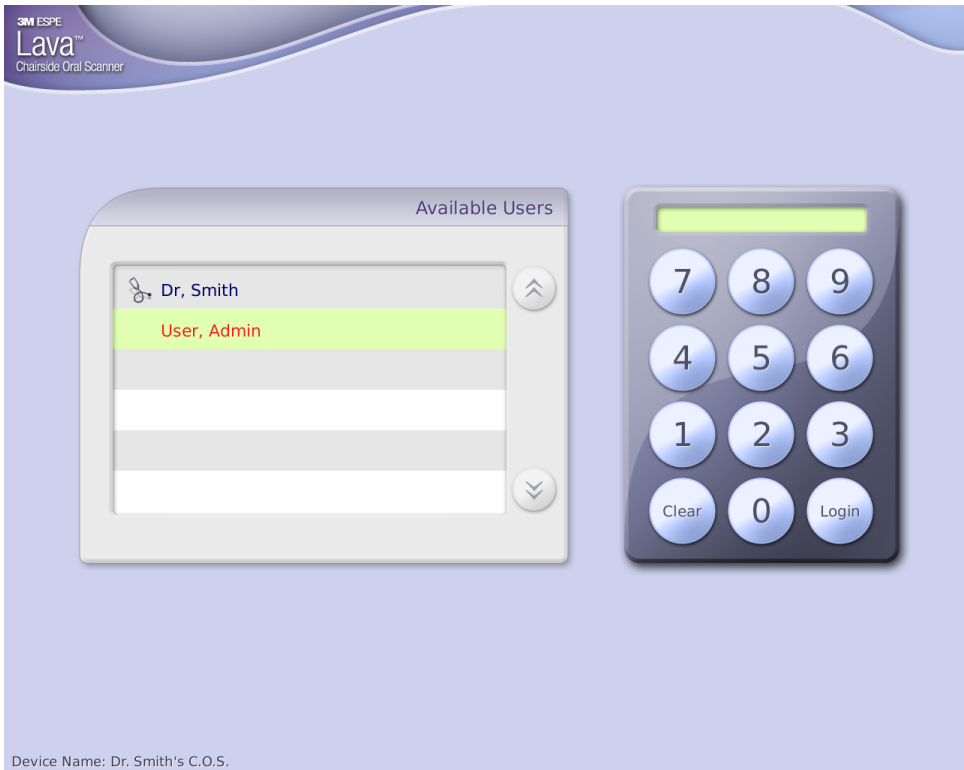 3M ESPE
Lava™
Chairside Oral Scanner
Available Users
Dr, Smith
User, Admin
7 8 9
4 5 6
1 2 3
Clear 0 Login
Device Name: Dr. Smith's C.O.S.